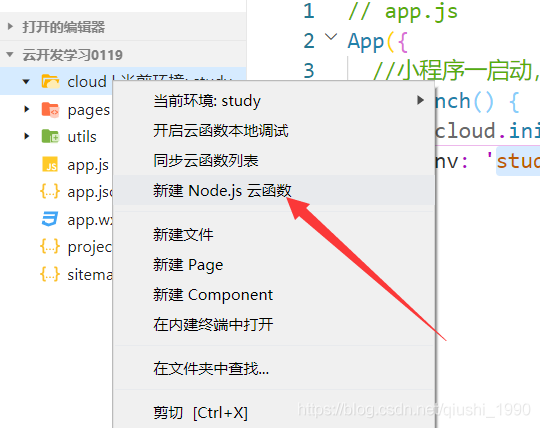 打开的编辑器
云开发学习0119
cloud | 当前环境: study
pages
utils
app.js
app.jsc
app.wx
projec
sitema
当前环境: study
开启云函数本地调试
同步云函数列表
新建 Node.js 云函数
新建文件
新建 Page
新建 Component
在内建终端中打开
在文件夹中查找...
剪切 [Ctrl+X]
1 // app.js
2 App({
3 //小程序一启动,
nch() {
cloud.ini
nv: 'stud
https://blog.csdn.net/qiushi_1990